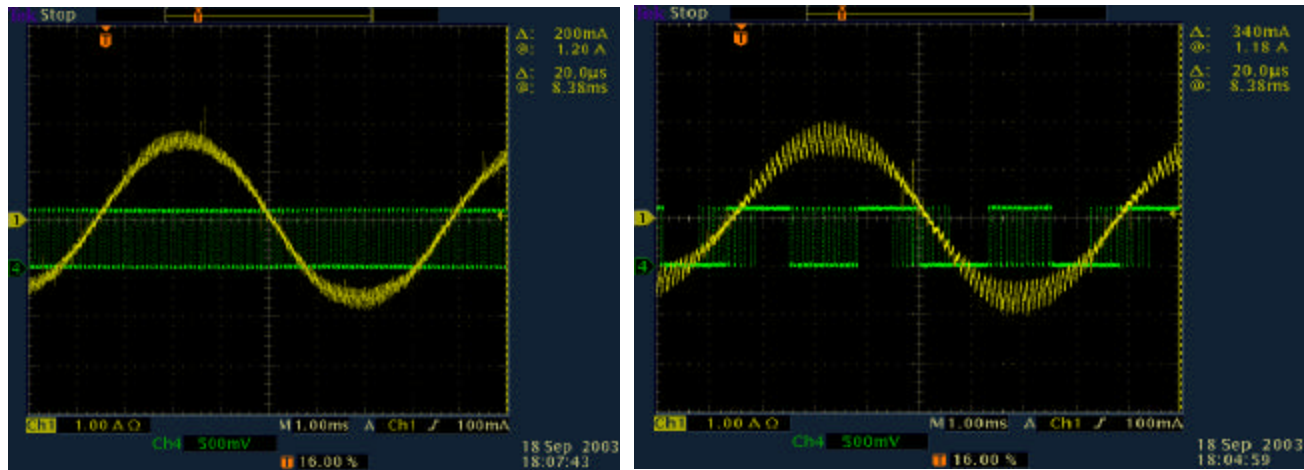 Tek Stop
T
T
Δ: 200mA
@: 1.20 A
Δ: 20.0µs
@: 8.38ms
1
4
Ch1 1.00 A Ω M 1.00ms A Ch1 ƒ 100mA
Ch4 500mV
T 16.00 %
18 Sep 2003
18:07:43
Tek Stop
T
T
Δ: 340mA
@: 1.18 A
Δ: 20.0µs
@: 8.38ms
1
4
Ch1 1.00 A Ω M 1.00ms A Ch1 ƒ 100mA
Ch4 500mV
T 16.00 %
18 Sep 2003
18:04:59